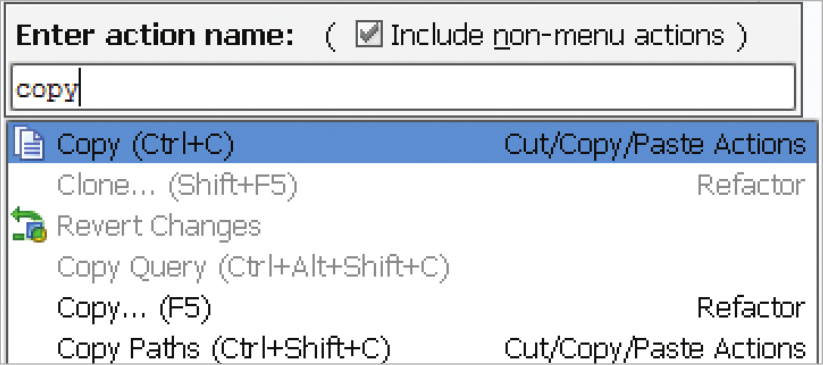 Enter action name: ( Include non-menu actions )
copy
Copy (Ctrl+C) Cut/Copy/Paste Actions
Clone... (Shift+F5) Refactor
Revert Changes
Copy Query (Ctrl+Alt+Shift+C)
Copy... (F5) Refactor
Copy Paths (Ctrl+Shift+C) Cut/Copy/Paste Actions